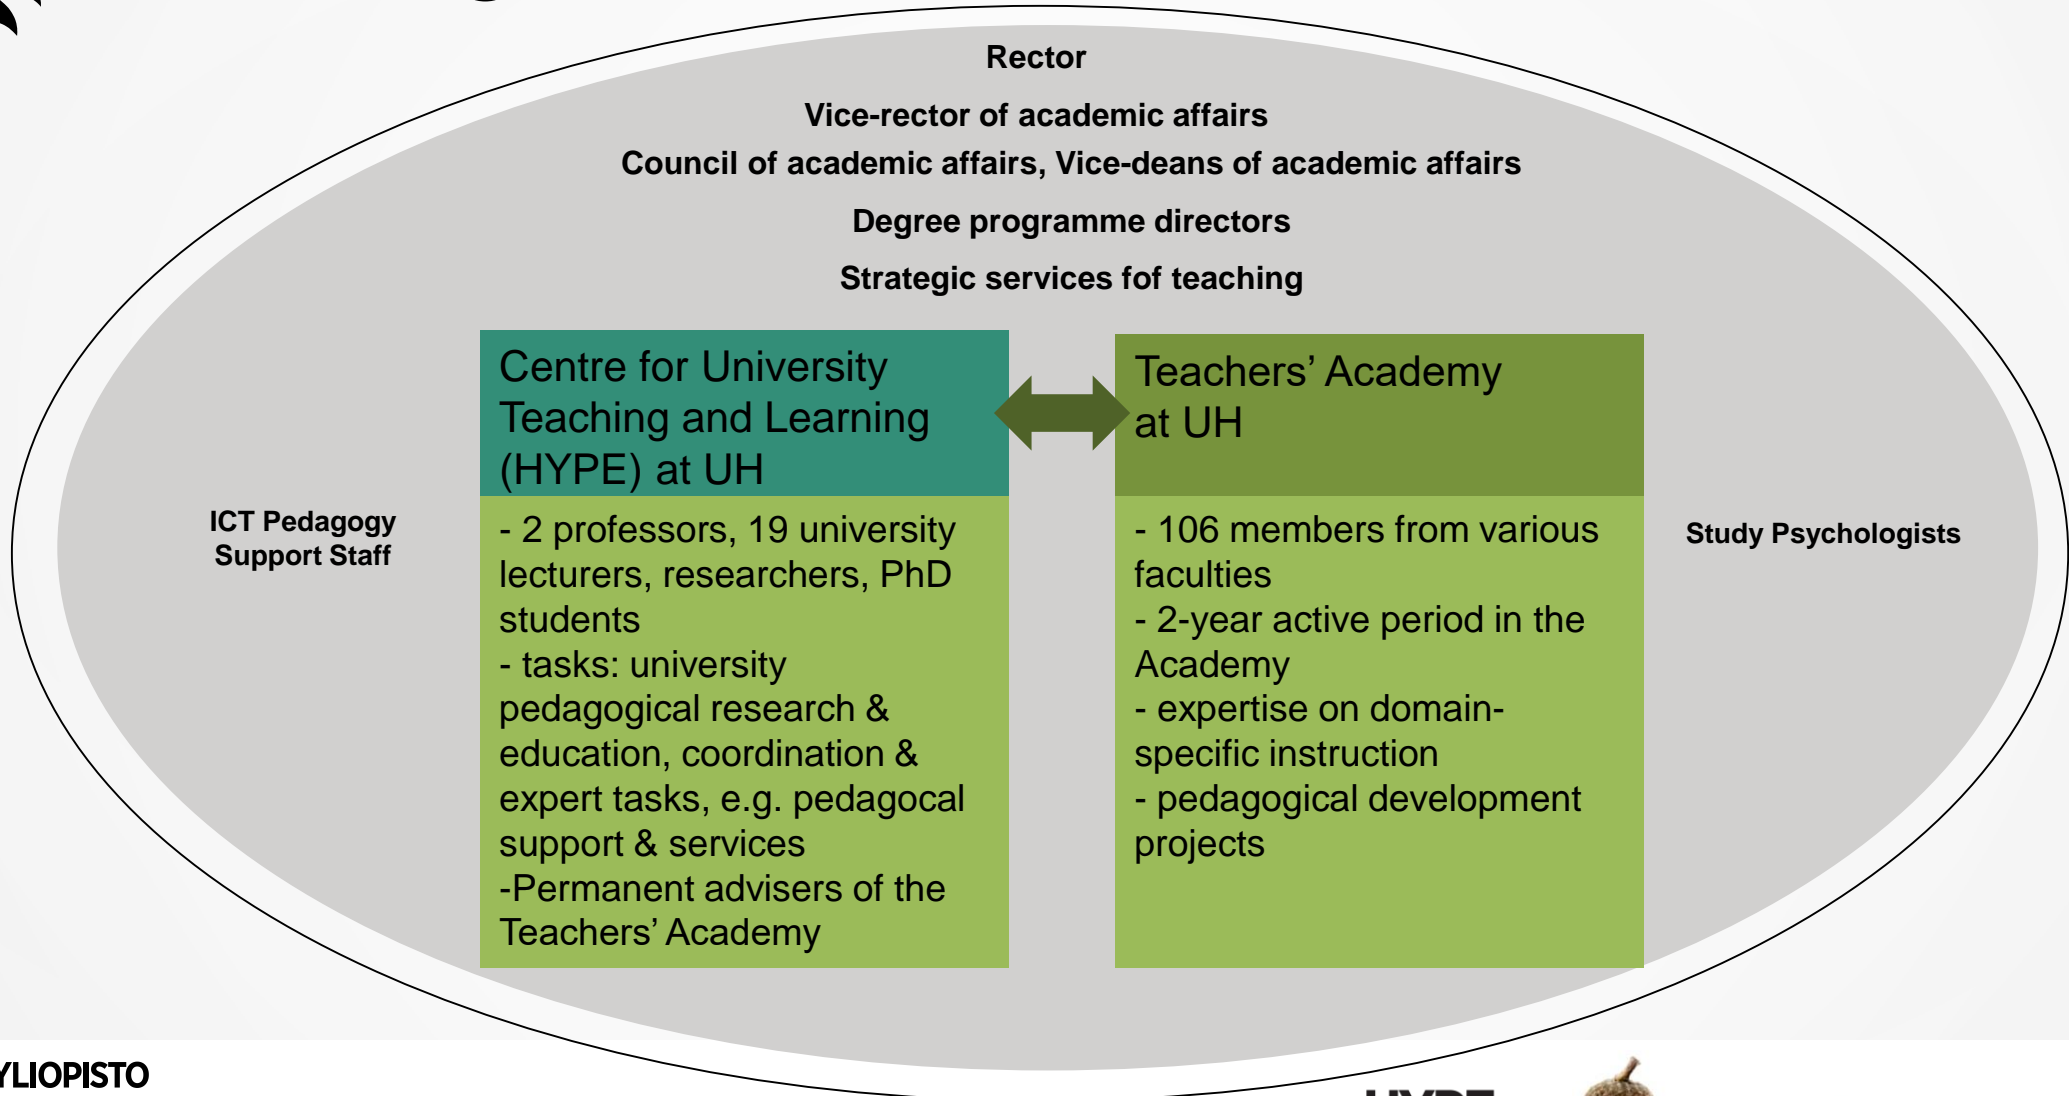 Rector
Vice-rector of academic affairs
Council of academic affairs, Vice-deans of academic affairs
Degree programme directors
Strategic services fof teaching
Centre for University
Teaching and Learning
(HYPE) at UH
Teachers’ Academy
at UH
ICT Pedagogy
Support Staff
- 2 professors, 19 university
lecturers, researchers, PhD
students
- tasks: university
pedagogical research &
education, coordination &
expert tasks, e.g. pedagocal
support & services
-Permanent advisers of the
Teachers’ Academy
- 106 members from various
faculties
- 2-year active period in the
Academy
- expertise on domain-
specific instruction
- pedagogical development
projects
Study Psychologists
YLIOPISTO